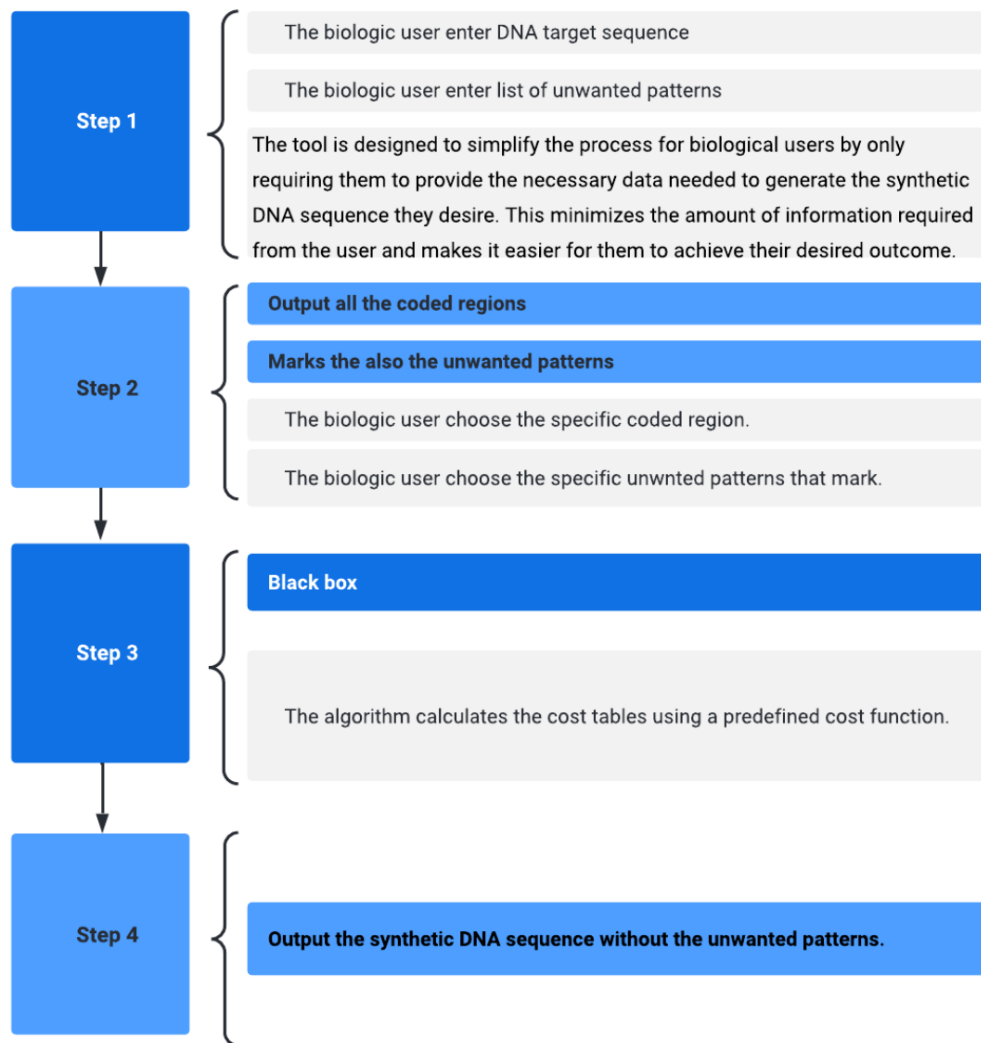 Step 1
The biologic user enter DNA target sequence
The biologic user enter list of unwanted patterns
The tool is designed to simplify the process for biological users by only
requiring them to provide the necessary data needed to generate the synthetic
DNA sequence they desire. This minimizes the amount of information required
from the user and makes it easier for them to achieve their desired outcome.
Step 2
Output all the coded regions
Marks the also the unwanted patterns
The biologic user choose the specific coded region.
The biologic user choose the specific unwnted patterns that mark.
Step 3
Black box
The algorithm calculates the cost tables using a predefined cost function.
Step 4
Output the synthetic DNA sequence without the unwanted patterns.